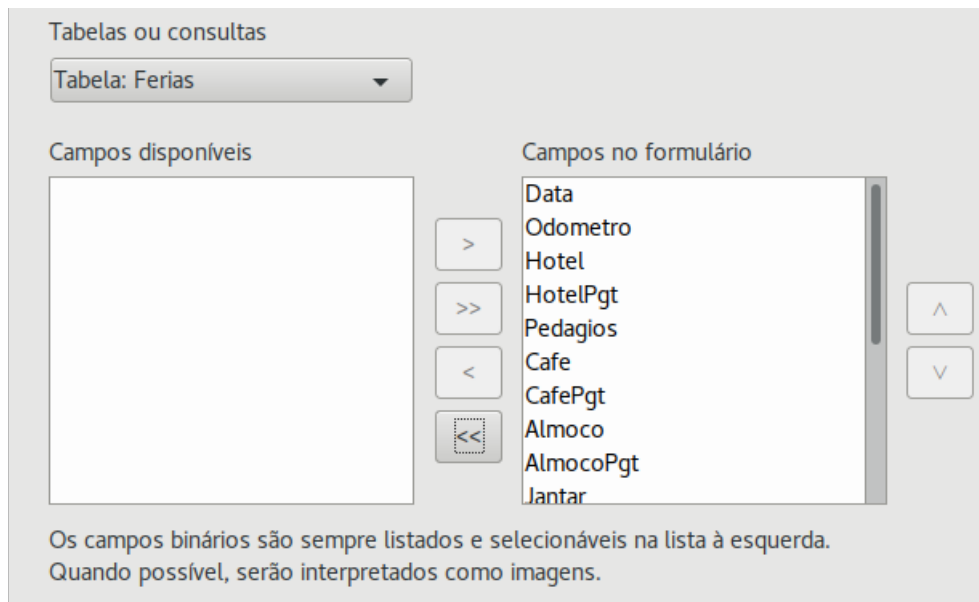 Tabelas ou consultas
Tabela: Ferias
Campos disponíveis
Campos no formulário
Data
Odometro
Hotel
HotelPgt
Pedagios
Cafe
CafePgt
Almoco
AlmocoPgt
Jantar
>
>>
<
<<
∧
∨
Os campos binários são sempre listados e selecionáveis na lista à esquerda.
Quando possível, serão interpretados como imagens.